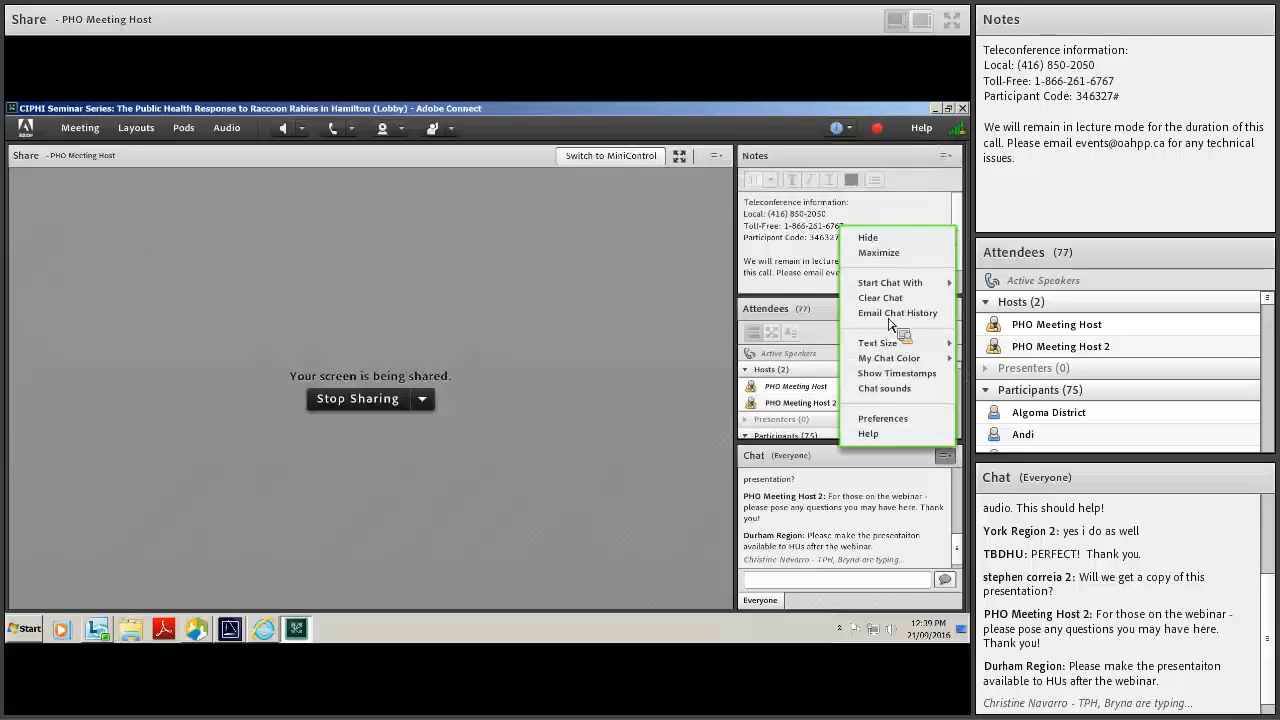 Share - PHO Meeting Host
CIPHI Seminar Series: The Public Health Response to Raccoon Rabies in Hamilton (Lobby) - Adobe Connect
Adobe
Meeting Layouts Pods Audio
Help
Share - PHO Meeting Host
Switch to MiniControl
Your screen is being shared.
Stop Sharing
Notes
Teleconference information:
Local: (416) 850-2050
Toll-Free: 1-866-261-6767
Participant Code: 346327
We will remain in lecture
this call. Please email eve
Attendees (77)
Active Speakers
Hosts (2)
PHO Meeting Host
PHO Meeting Host 2
Presenters (0)
Participants (75)
Hide
Maximize
Start Chat With
Clear Chat
Email Chat History
Text Size
My Chat Color
Show Timestamps
Chat sounds
Preferences
Help
Chat (Everyone)
presentation?
PHO Meeting Host 2: For those on the webinar -
please pose any questions you may have here. Thank
you!
Durham Region: Please make the presentaiton
available to HUs after the webinar.
Christine Navarro - TPH, Bryna are typing...
Everyone
Start
12:39 PM
21/09/2016
Notes
Teleconference information:
Local: (416) 850-2050
Toll-Free: 1-866-261-6767
Participant Code: 346327#
We will remain in lecture mode for the duration of this
call. Please email events@oahpp.ca for any technical
issues.
Attendees (77)
Active Speakers
Hosts (2)
PHO Meeting Host
PHO Meeting Host 2
Presenters (0)
Participants (75)
Algoma District
Andi
Chat (Everyone)
audio. This should help!
York Region 2: yes i do as well
TBDHU: PERFECT! Thank you.
stephen correia 2: Will we get a copy of this
presentation?
PHO Meeting Host 2: For those on the webinar -
please pose any questions you may have here.
Thank you!
Durham Region: Please make the presentaiton
available to HUs after the webinar.
Christine Navarro - TPH, Bryna are typing...